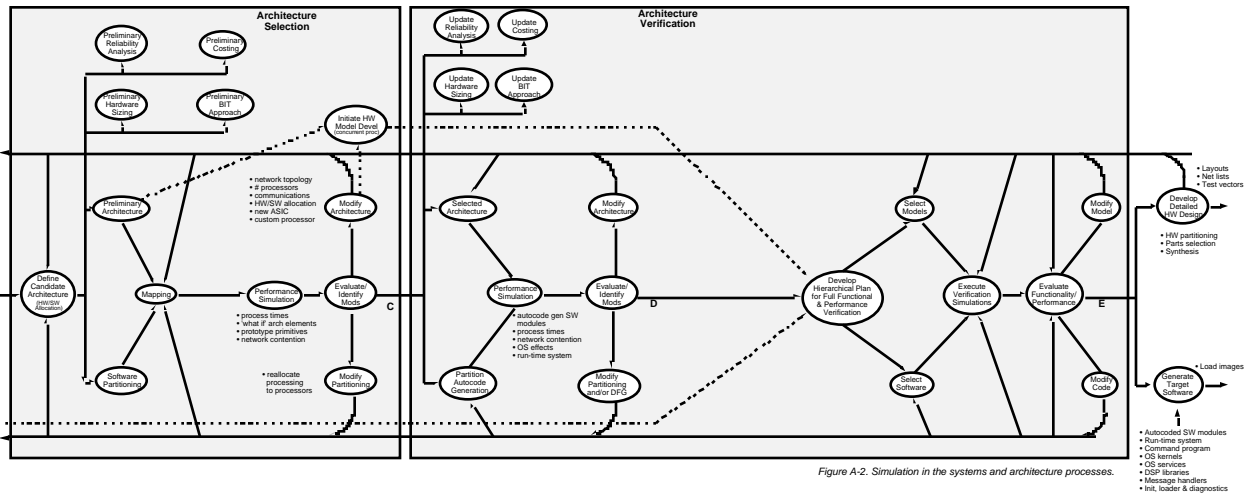 Architecture
Selection
Architecture
Verification
Preliminary
Reliability
Analysis
Preliminary
Costing
Preliminary
Hardware
Sizing
Preliminary
BIT
Approach
Initiate HW
Model Devel
(concurrent proc)
Update
Reliability
Analysis
Update
Costing
Update
Hardware
Sizing
Update
BIT
Approach
• network topology
• # processors
• communications
• HW/SW allocation
• new ASIC
• custom processor
Preliminary
Architecture
Modify
Architecture
Selected
Architecture
Modify
Architecture
Select
Models
Modify
Model
• Layouts
• Net lists
• Test vectors
Develop
Detailed
HW Design
• HW partitioning
• Parts selection
• Synthesis
Define
Candidate
Architecture
(HW/SW
Allocation)
Mapping
Performance
Simulation
• process times
• 'what if' arch elements
• prototype primitives
• network contention
Evaluate/
Identify
Mods
C
Performance
Simulation
• autocode gen SW
modules
• process times
• network contention
• OS effects
• run-time system
Evaluate/
Identify
Mods
D
Develop
Hierarchical Plan
for Full Functional
& Performance
Verification
Execute
Verification
Simulations
Evaluate
Functionality/
Performance
E
Software
Partitioning
• reallocate
processing
to processors
Modify
Partitioning
Partition
Autocode
Generation
Modify
Partitioning
and/or DFG
Select
Software
Modify
Code
Generate
Target
Software
• Load images
• Autocoded SW modules
• Run-time system
• Command program
• OS kernels
• OS services
• DSP libraries
• Message handlers
• Init, loader & diagnostics
Figure A-2. Simulation in the systems and architecture processes.